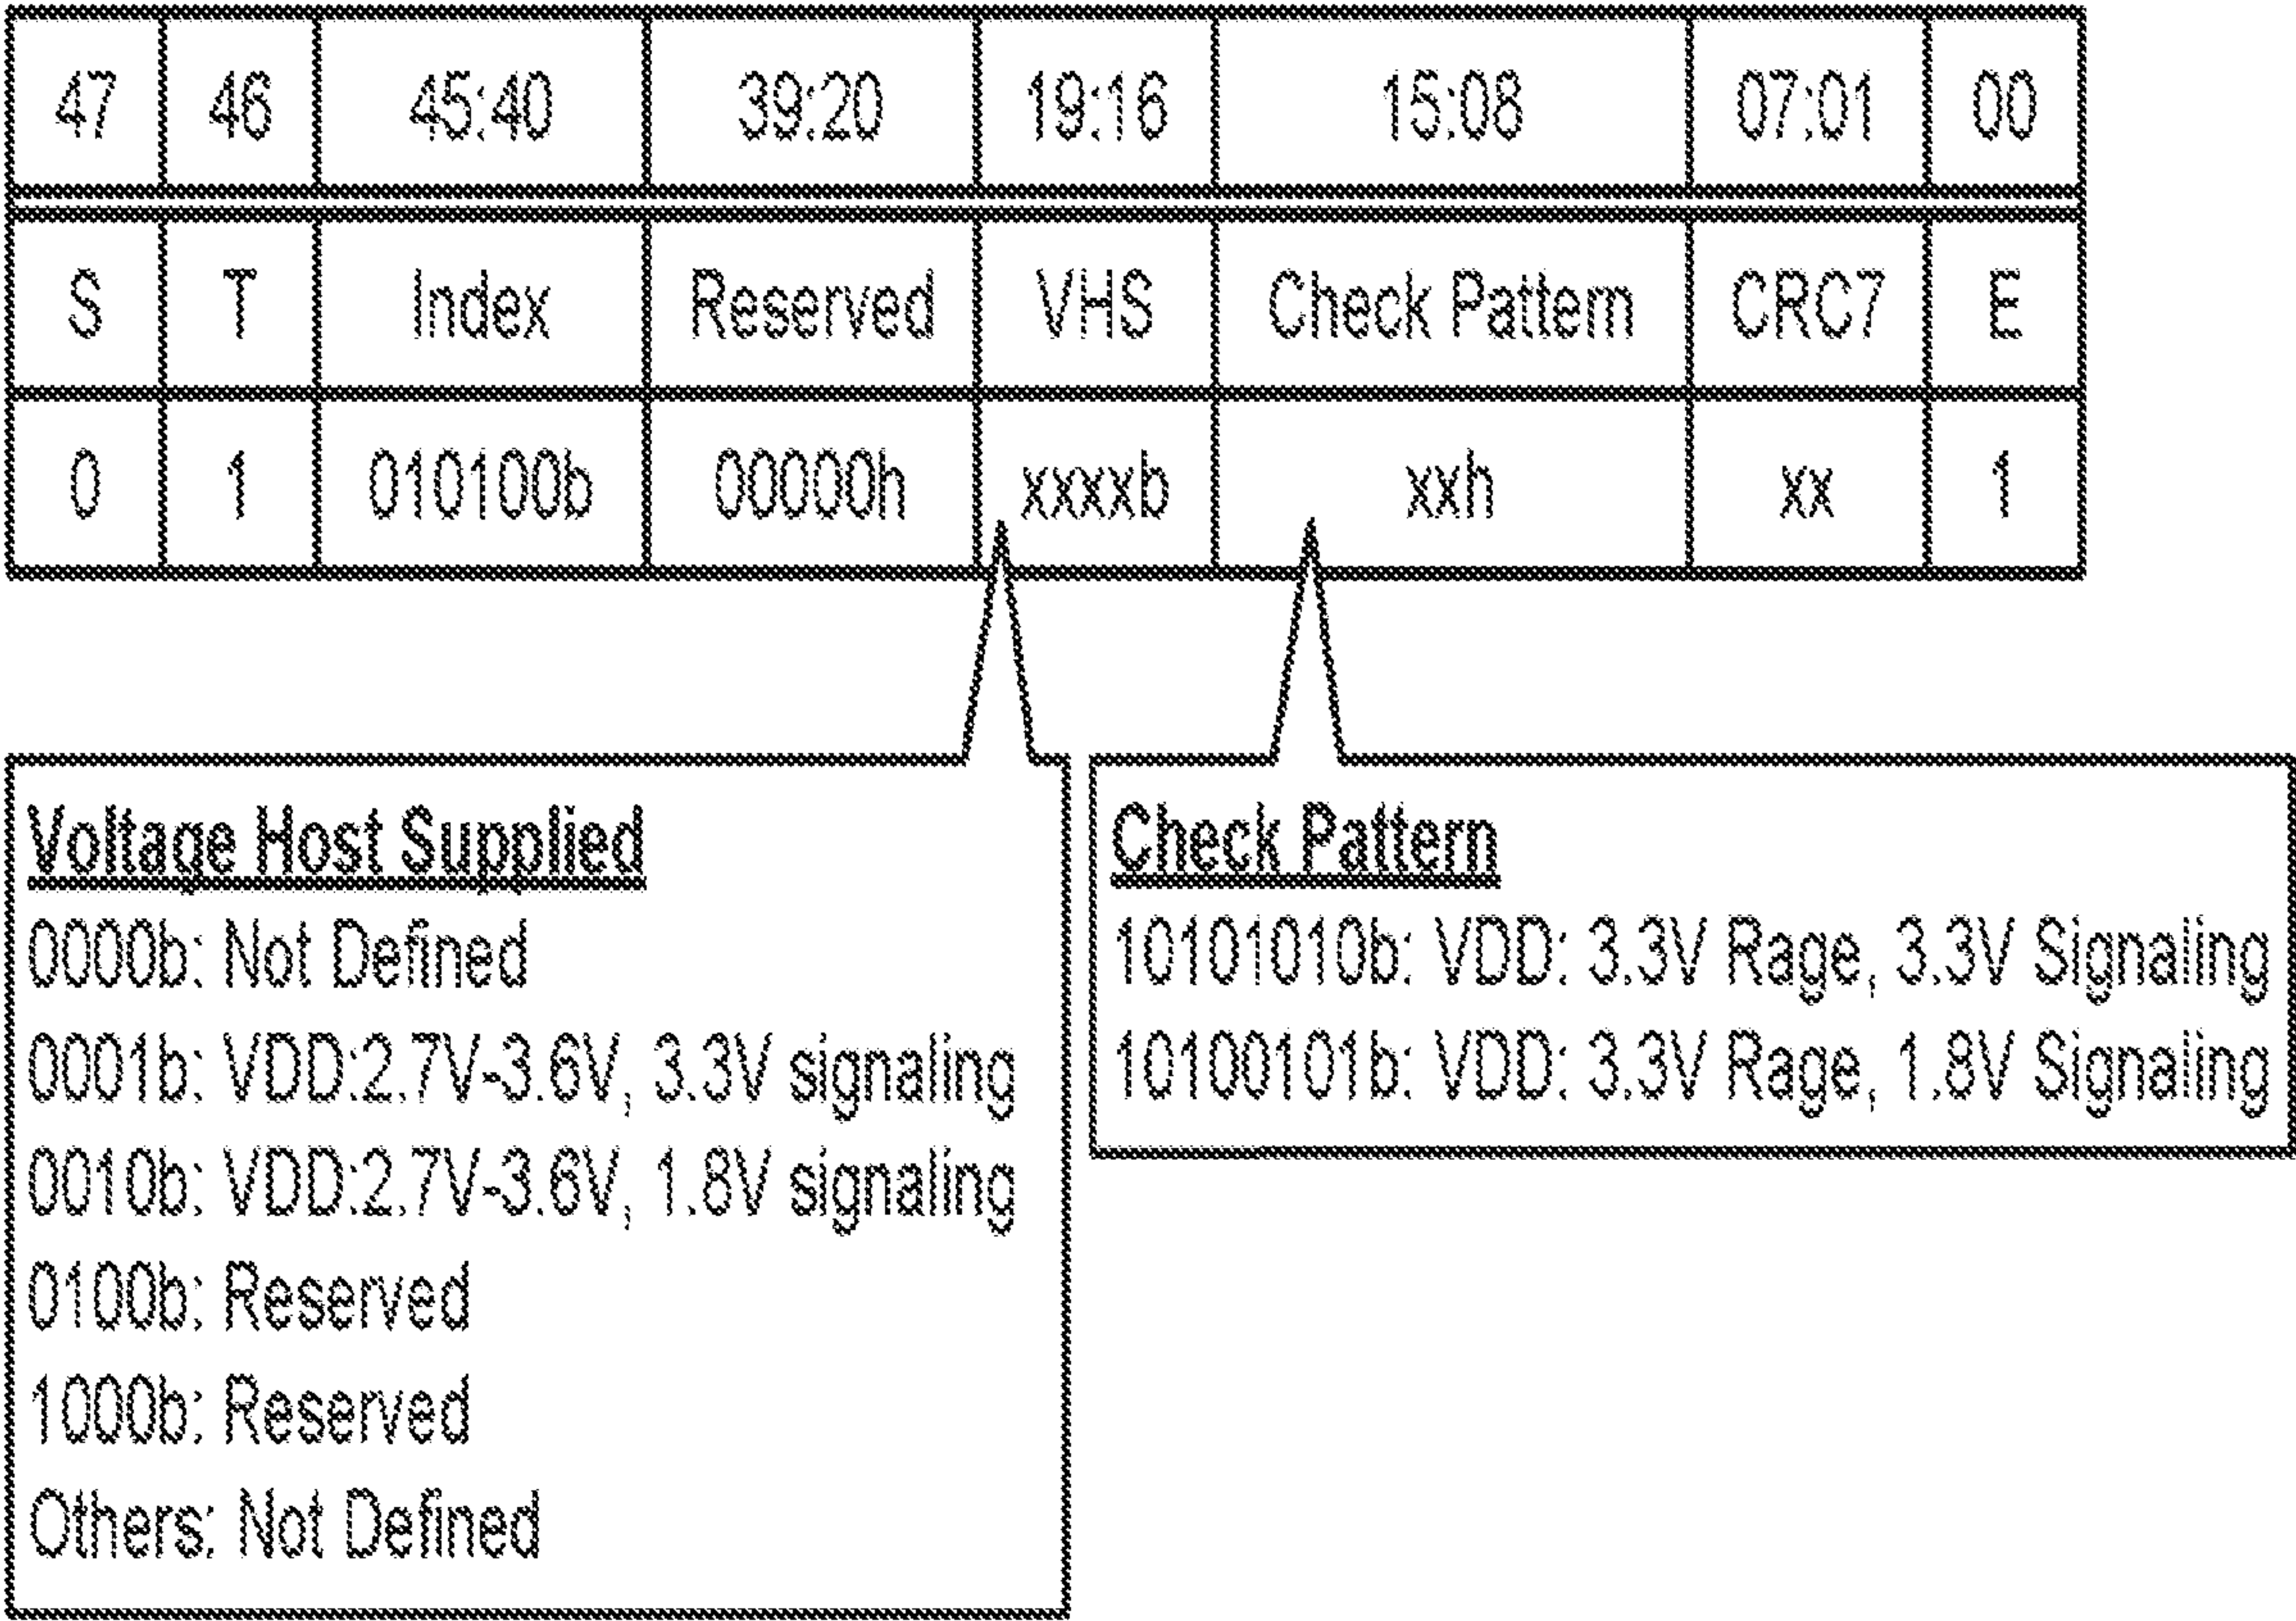 47 46 45:40 39:20 19:16 15:08 07:01 00
S T Index Reserved VHS Check Pattern CRC7 E
0 1 010100b 00000h xxxxb xxh xx 1
Voltage Host Supplied
0000b: Not Defined
0001b: VDD:2.7V-3.6V, 3.3V signaling
0010b: VDD:2.7V-3.6V, 1.8V signaling
0100b: Reserved
1000b: Reserved
Others: Not Defined
Check Pattern
10101010b: VDD: 3.3V Rage, 3.3V Signaling
10100101b: VDD: 3.3V Rage, 1.8V Signaling